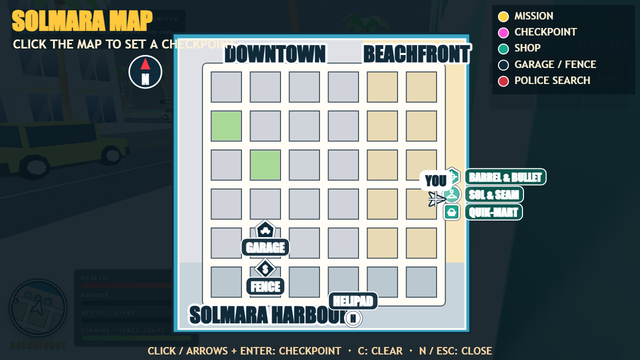 SOLMARA MAP
CLICK THE MAP TO SET A CHECKPOINT
N
DOWNTOWN
BEACHFRONT
MISSION
CHECKPOINT
SHOP
GARAGE / FENCE
POLICE SEARCH
YOU
BARREL & BULLET
SOL & SEAM
QUIK-MART
GARAGE
$
FENCE
HELIPAD
H
SOLMARA HARBOUR
CLICK / ARROWS + ENTER: CHECKPOINT · C: CLEAR · N / ESC: CLOSE